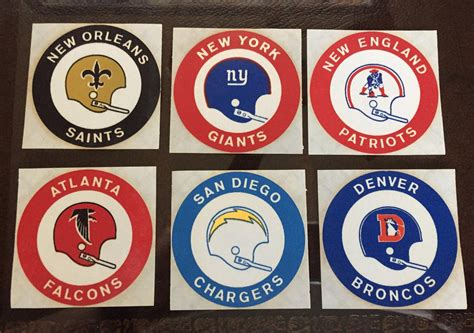 NEW ORLEANS
SAINTS
NEW YORK
ny
GIANTS
NEW ENGLAND
PATRIOTS
ATLANTA
FALCONS
SAN DIEGO
CHARGERS
DENVER
D
BRONCOS